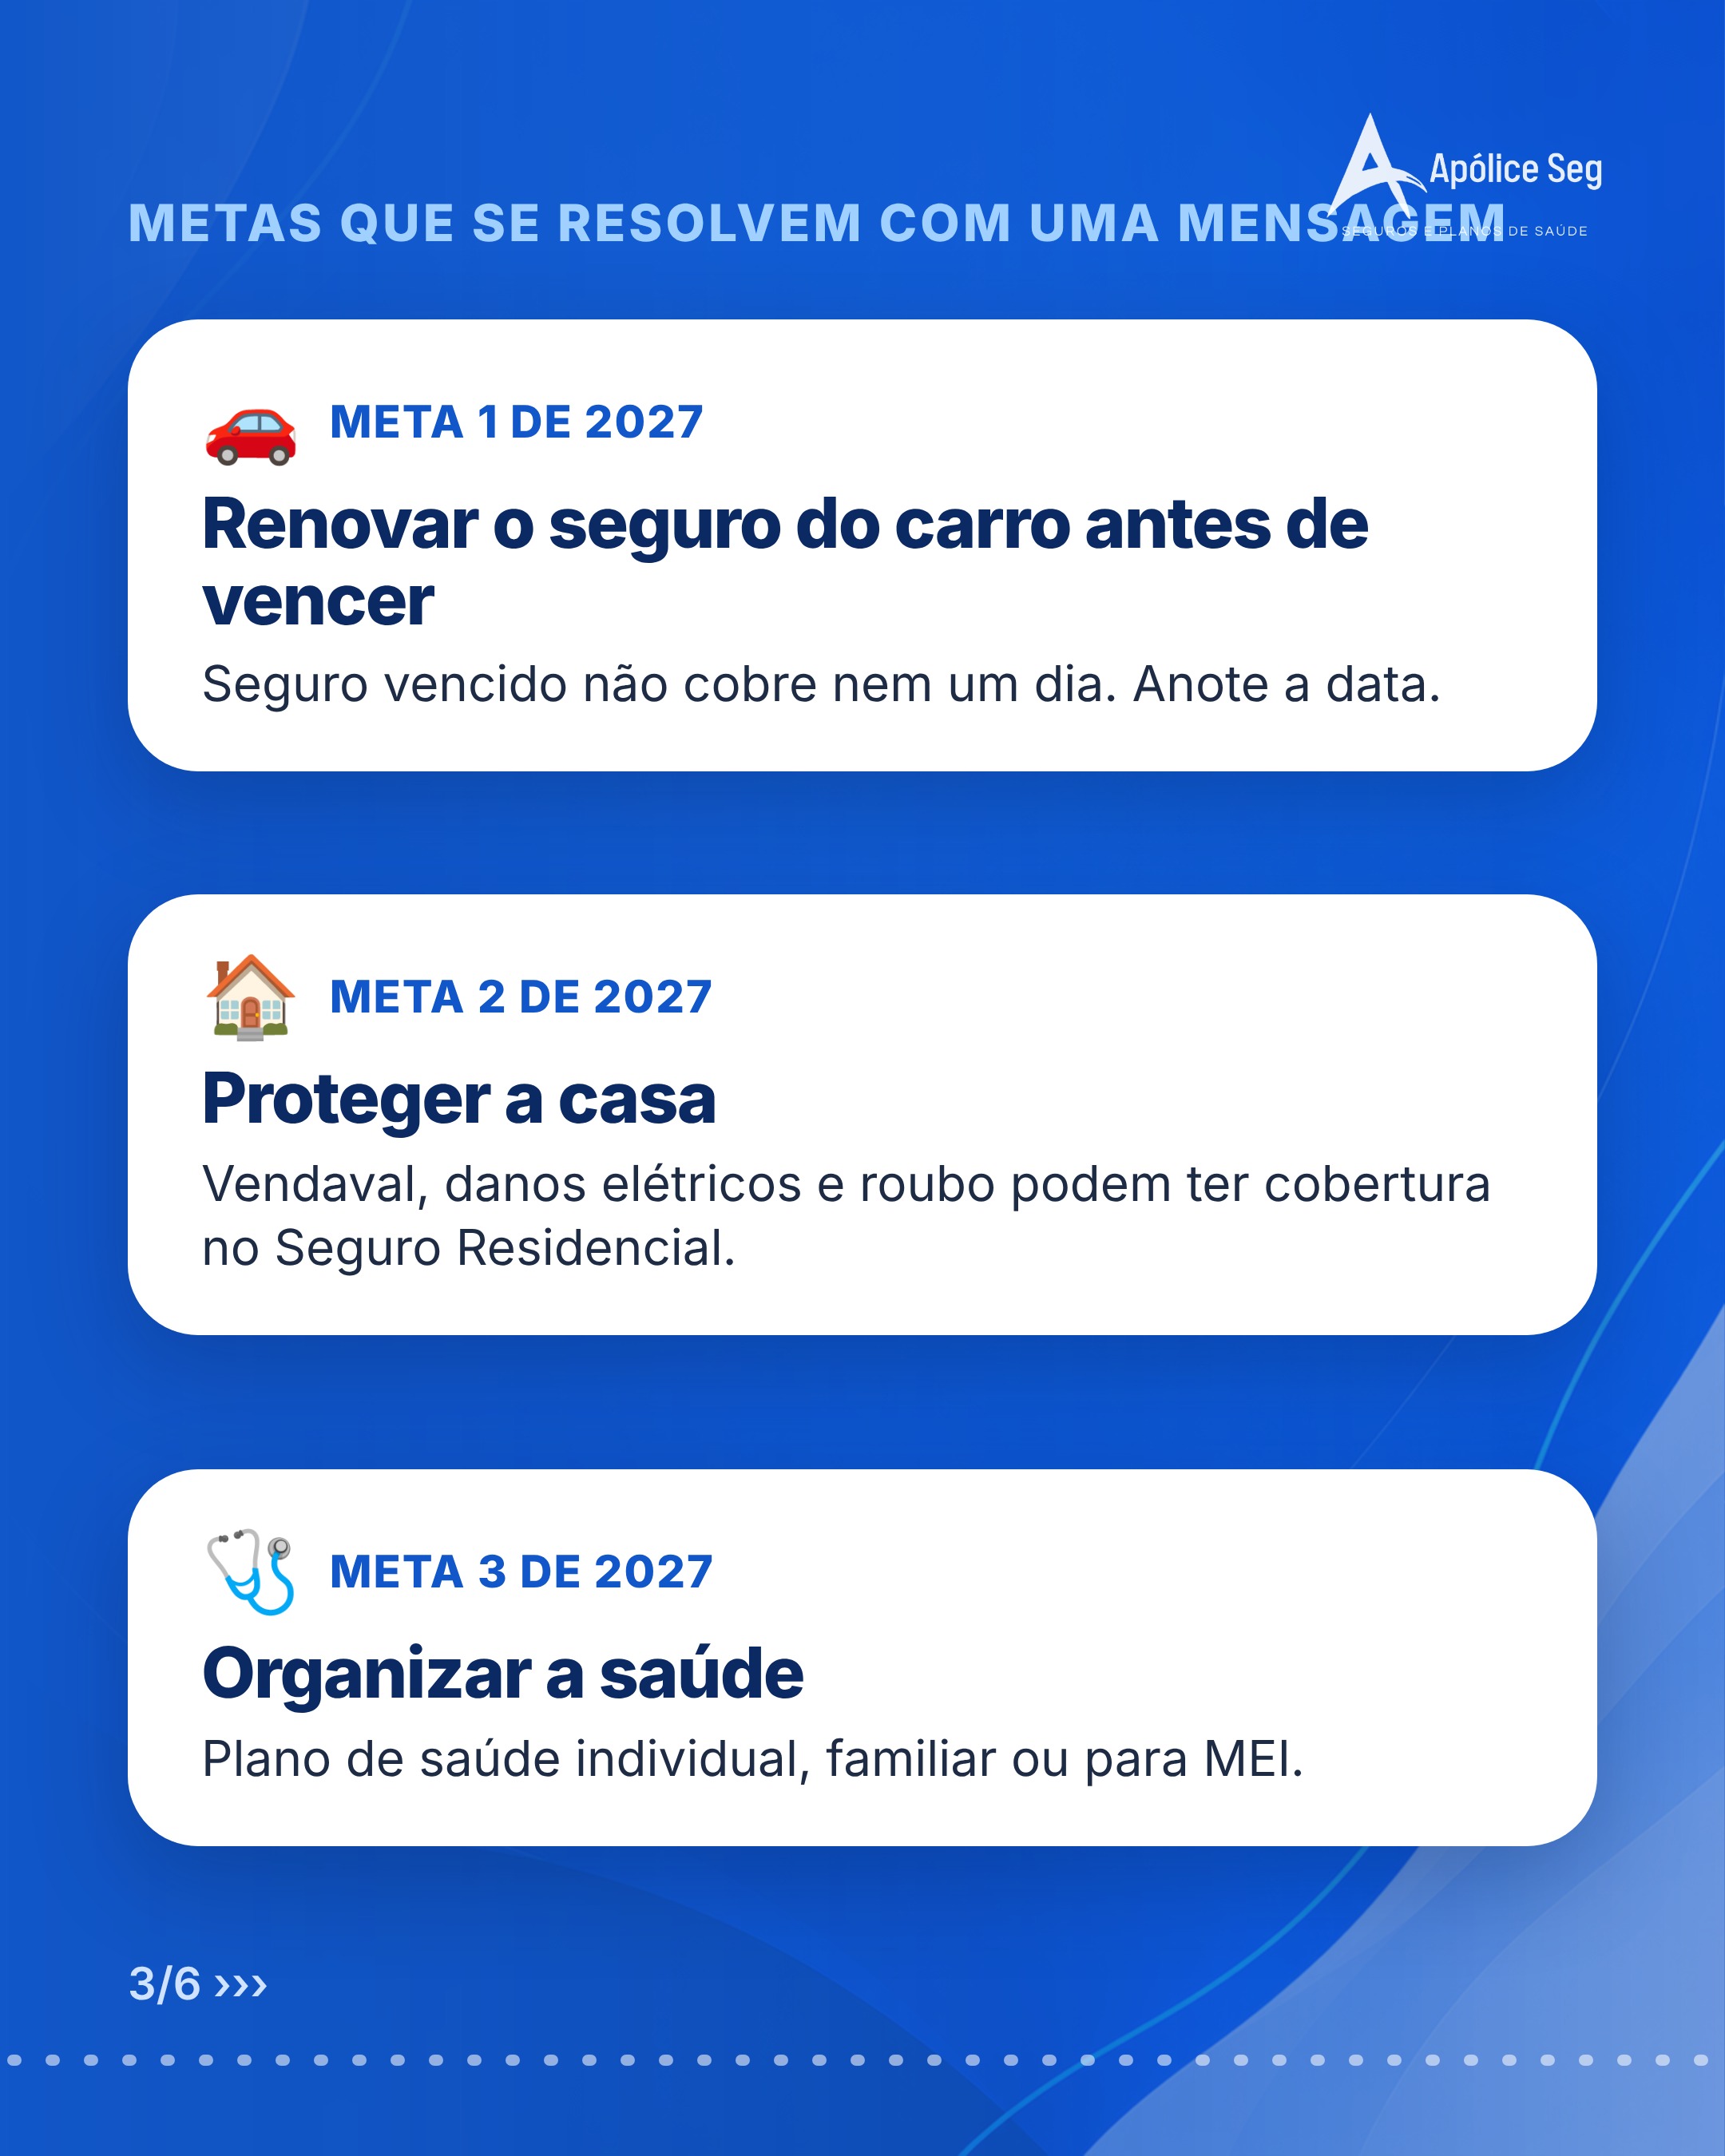 Apólice Seg
METAS QUE SE RESOLVEM COM UMA MENSAGEM
SEGUROS E PLANOS DE SAÚDE
META 1 DE 2027
Renovar o seguro do carro antes de
vencer
Seguro vencido não cobre nem um dia. Anote a data.
META 2 DE 2027
Proteger a casa
Vendaval, danos elétricos e roubo podem ter cobertura
no Seguro Residencial.
META 3 DE 2027
Organizar a saúde
Plano de saúde individual, familiar ou para MEI.
3/6 ›››